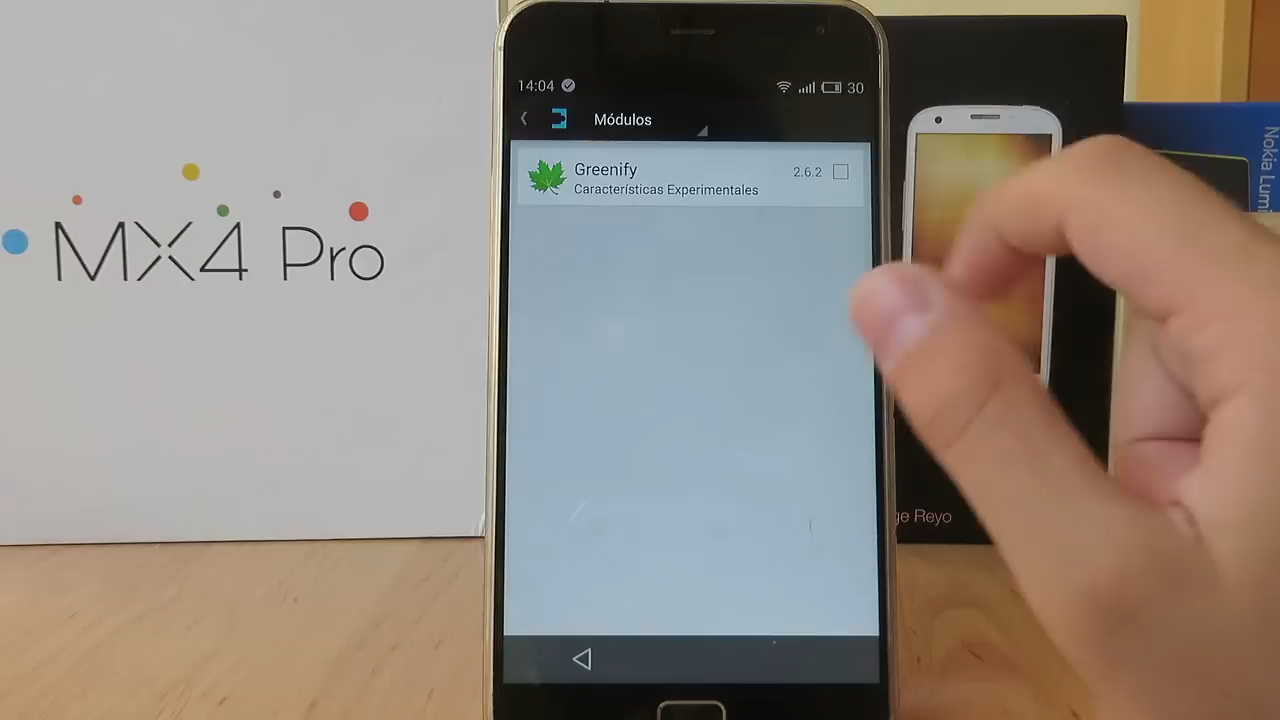 MX4 Pro
14:04
30
Módulos
Greenify
2.6.2
Características Experimentales
Nokia Lumi
ge Reyo